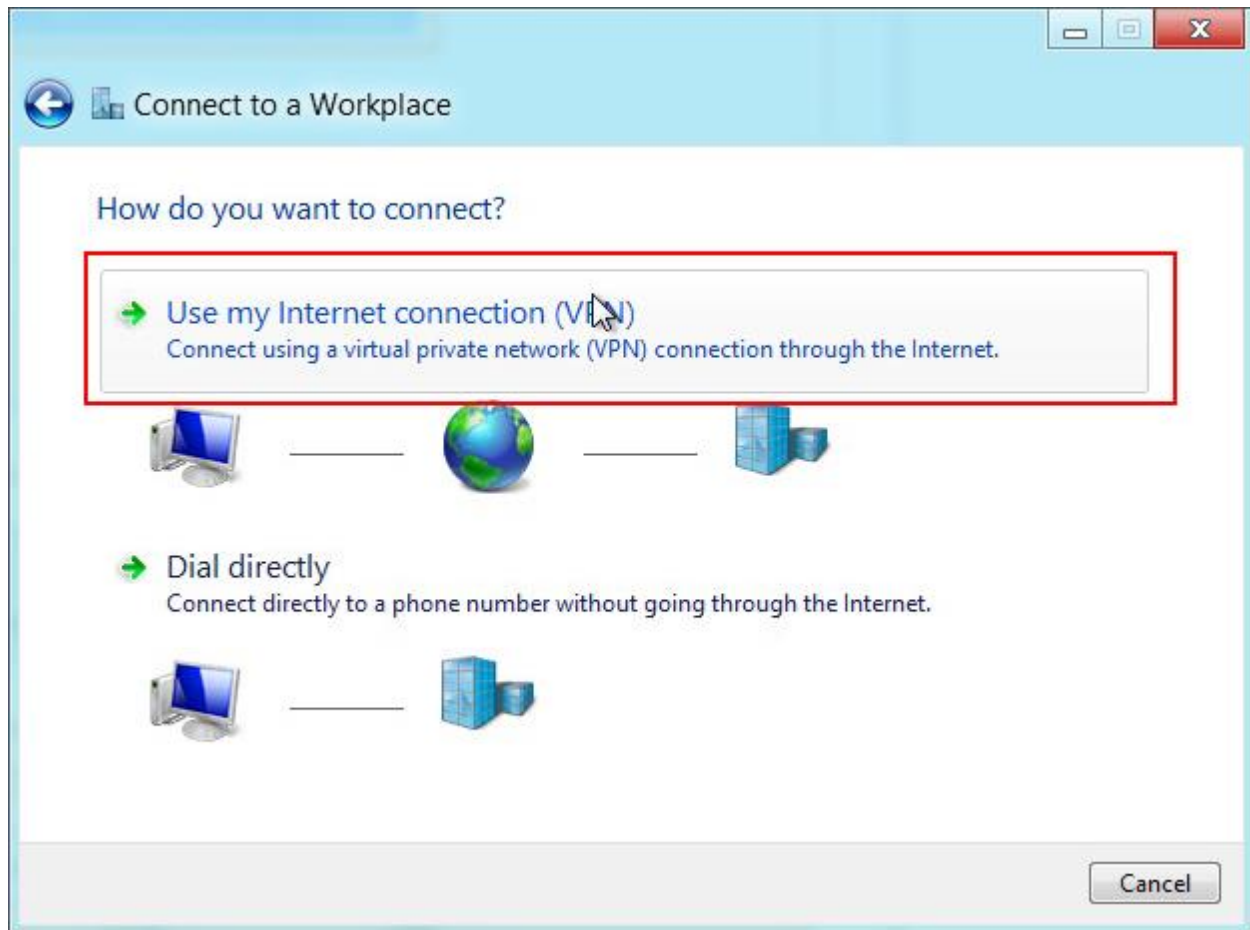 Connect to a Workplace
How do you want to connect?
Use my Internet connection (VPN)
Connect using a virtual private network (VPN) connection through the Internet.
Dial directly
Connect directly to a phone number without going through the Internet.
Cancel